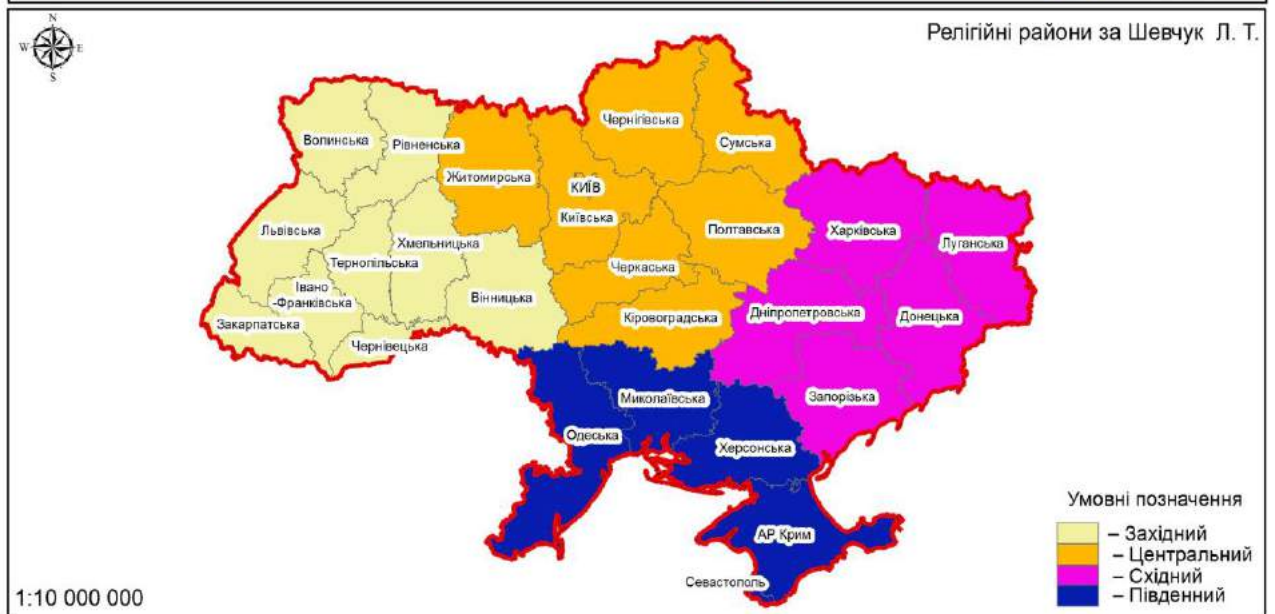 Релігійні райони за Шевчук Л. Т.
N
W E
S
Волинська
Рівненська
Житомирська
Чернігівська
Сумська
КИЇВ
Київська
Полтавська
Харківська
Луганська
Львівська
Хмельницька
Тернопільська
Івано
-Франківська
Вінницька
Черкаська
Кіровоградська
Дніпропетровська
Донецька
Закарпатська
Чернівецька
Запорізька
Миколаївська
Одеська
Херсонська
АР Крим
Севастополь
Умовні позначення
– Західний
– Центральний
– Східний
– Південний
1:10 000 000